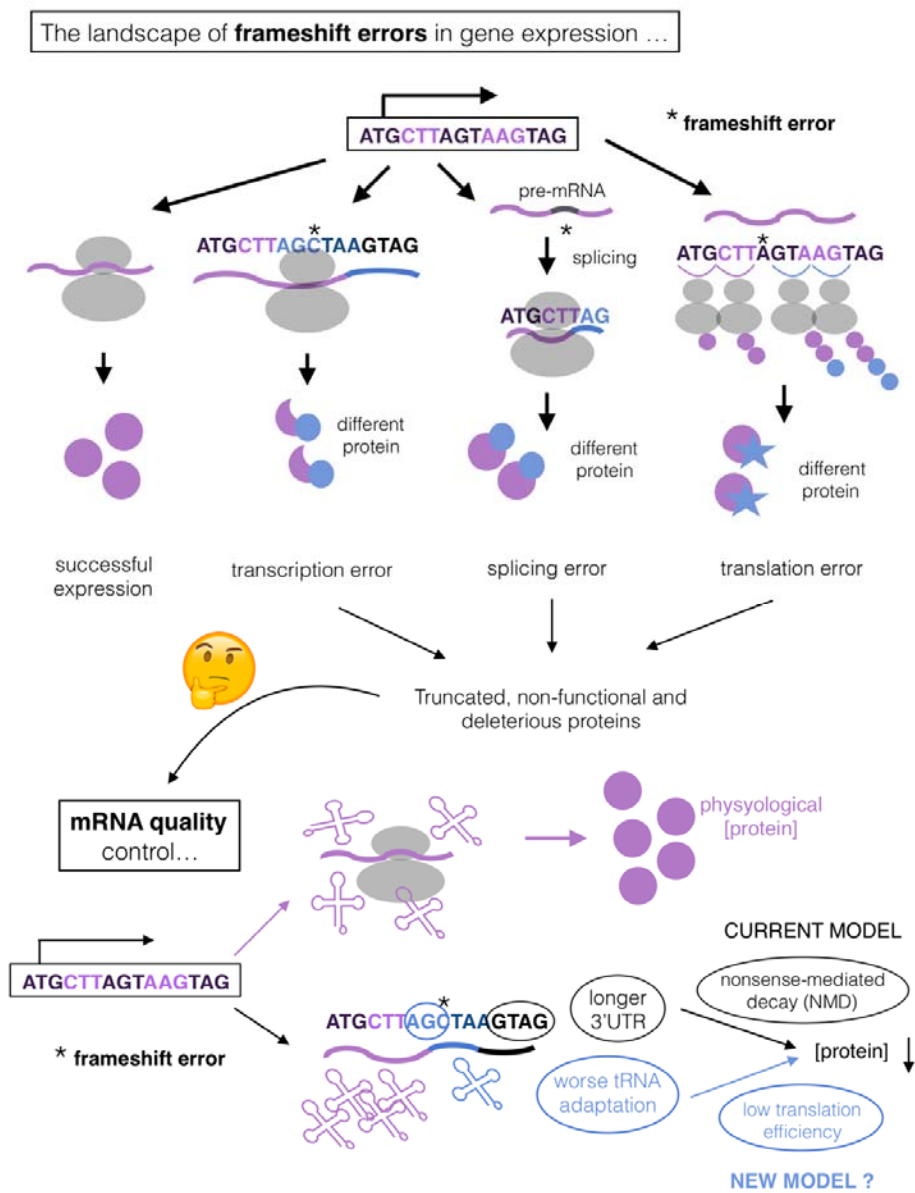 The landscape of frameshift errors in gene expression ...
ATGCTTAGTAAGTAG
* frameshift error
pre-mRNA
*
splicing
ATGCTTAGCTAAGTAG
*
ATGCTTAGTAAGTAG
*
ATGCTTAG
different
protein
different
protein
different
protein
successful
expression
transcription error
splicing error
translation error
Truncated, non-functional and
deleterious proteins
mRNA quality
control...
physyological
[protein]
CURRENT MODEL
ATGCTTAGTAAGTAG
* frameshift error
*
ATGCTTAGCTAAGTAG
longer
3'UTR
nonsense-mediated
decay (NMD)
[protein]
worse tRNA
adaptation
low translation
efficiency
NEW MODEL ?